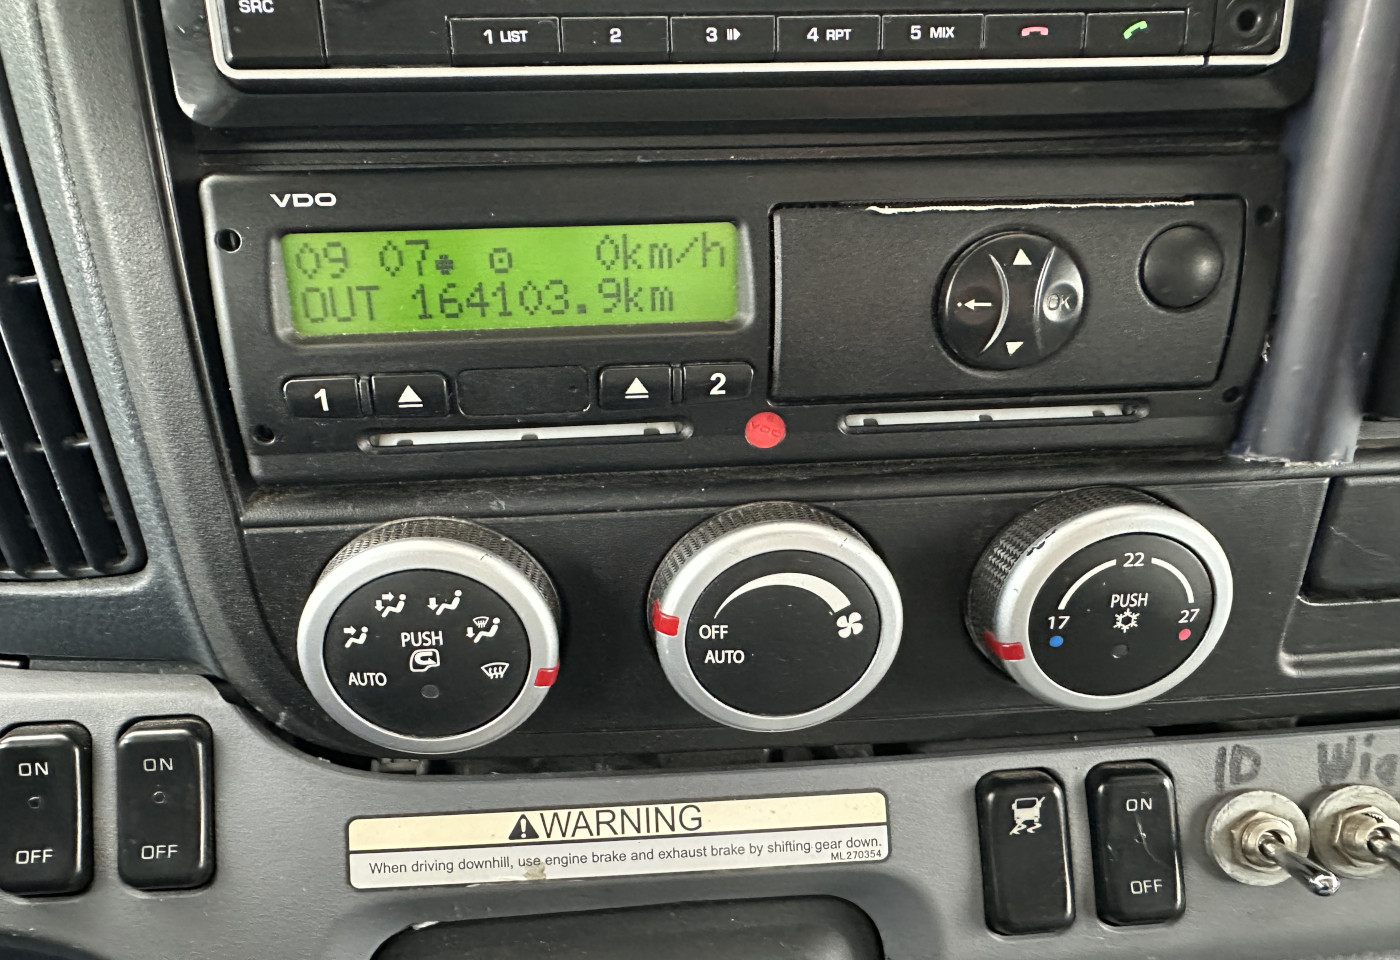 SRC
1 LIST 2 3 4 RPT 5 MIX
VDO
09 07 0km/h
OUT 164103.9km
OK
1 2
VDO
PUSH
AUTO
OFF
AUTO
22
17 PUSH 27
ON ON
OFF OFF
WARNING
When driving downhill, use engine brake and exhaust brake by shifting gear down.
ML270354
ON
OFF
ID